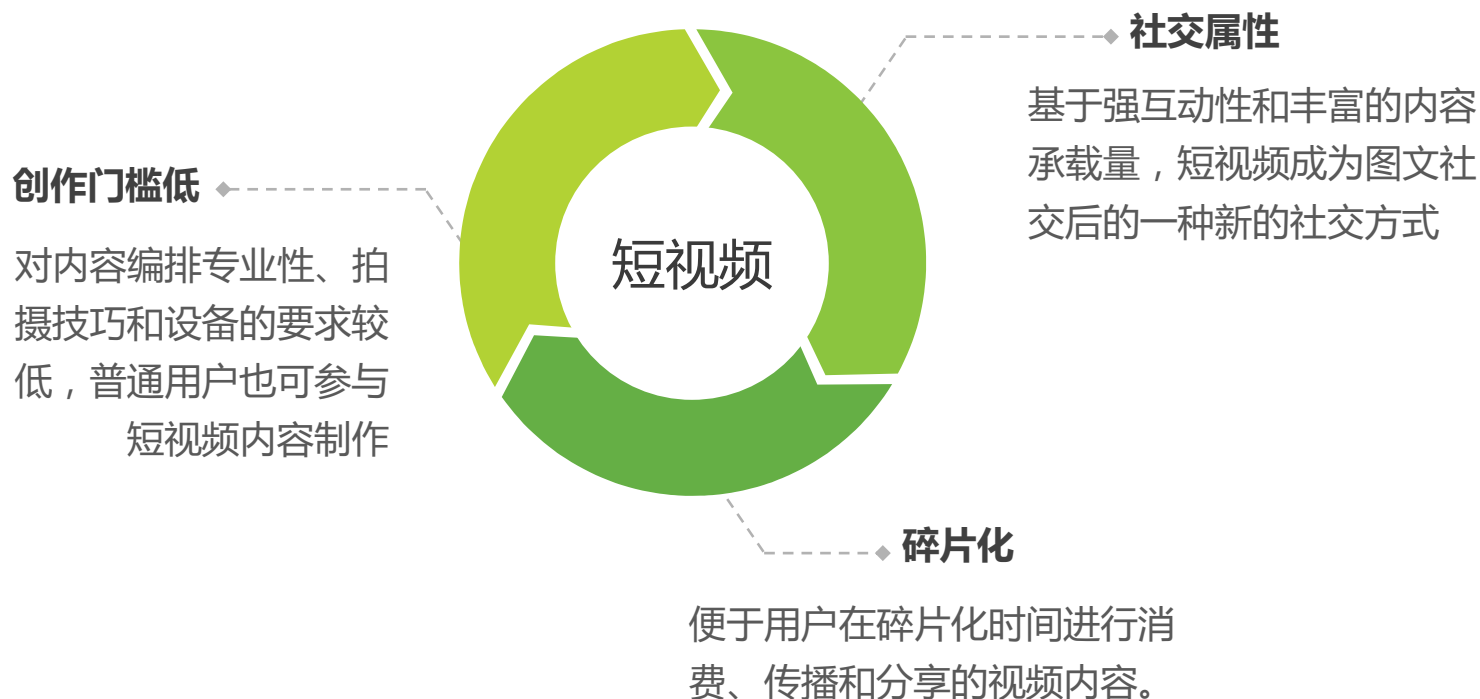 社交属性
基于强互动性和丰富的内容
承载量，短视频成为图文社
交后的一种新的社交方式
创作门槛低
对内容编排专业性、拍
摄技巧和设备的要求较
低，普通用户也可参与
短视频内容制作
短视频
碎片化
便于用户在碎片化时间进行消
费、传播和分享的视频内容。